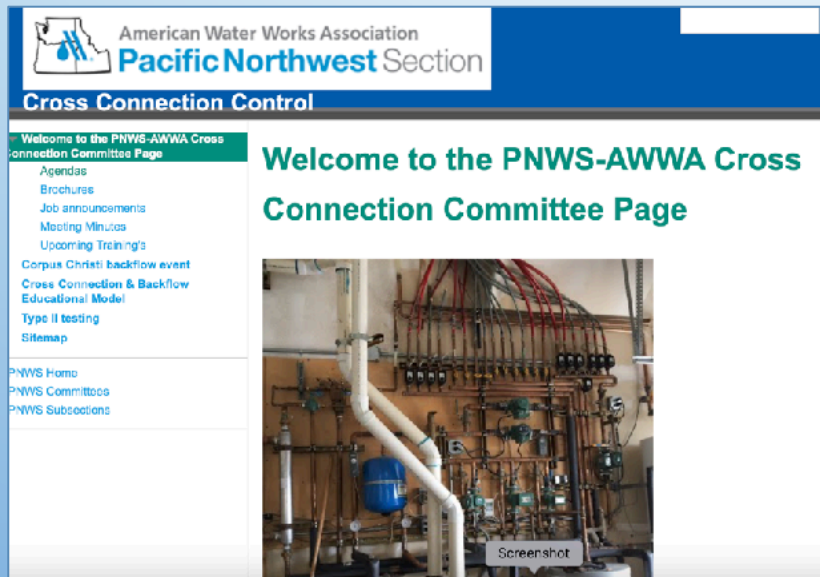 American Water Works Association
Pacific Northwest Section
Cross Connection Control
Welcome to the PNWS-AWWA Cross
Connection Committee Page
Agendas
Brochures
Job announcements
Meeting Minutes
Upcoming Training's
Corpus Christi backflow event
Cross Connection & Backflow
Educational Model
Type II testing
Sitemap
PNWS Home
PNWS Committees
PNWS Subsections
Welcome to the PNWS-AWWA Cross
Connection Committee Page
Screenshot